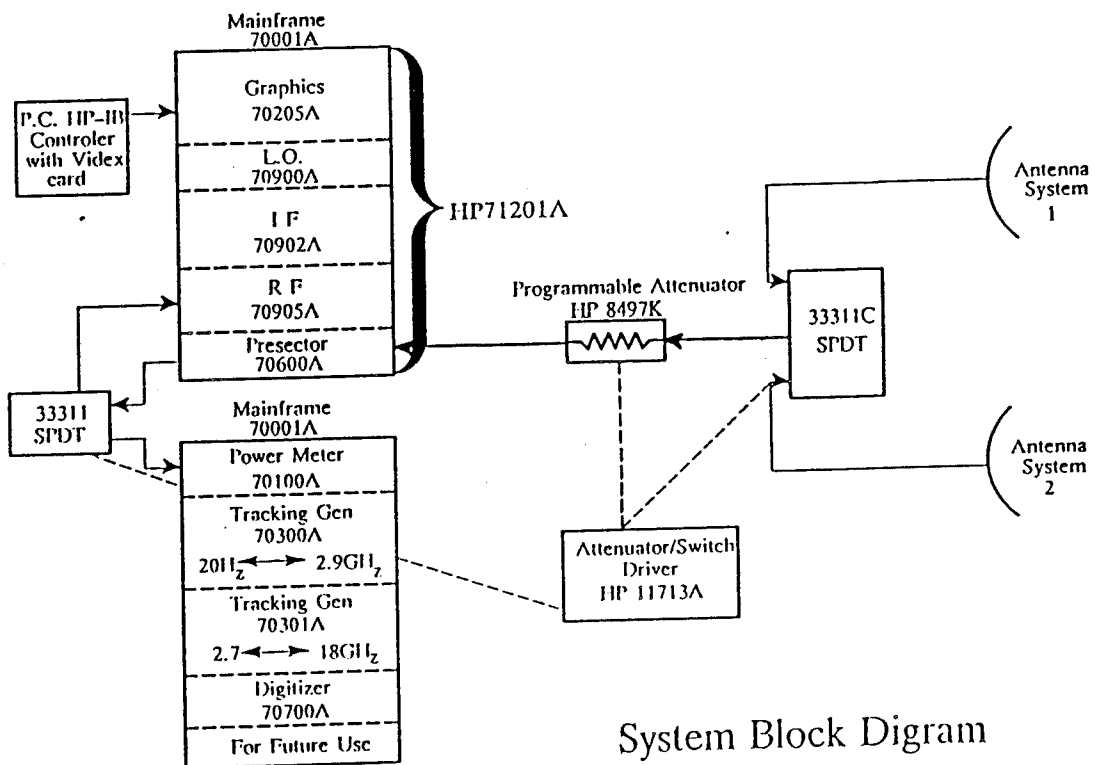 Mainframe
70001A
Graphics
70205A
P.C. HP-IB
Controler
with Videx
card
L.O.
70900A
I F
70902A
HP71201A
R F
70905A
Presector
70600A
Programmable Attenuator
HP 8497K
33311C
SPDT
Antenna
System
1
Antenna
System
2
33311
SPDT
Mainframe
70001A
Power Meter
70100A
Tracking Gen
70300A
20Hz 2.9GHz
Tracking Gen
70301A
2.7 18GHz
Digitizer
70700A
For Future Use
Attenuator/Switch
Driver
HP 11713A
System Block Digram